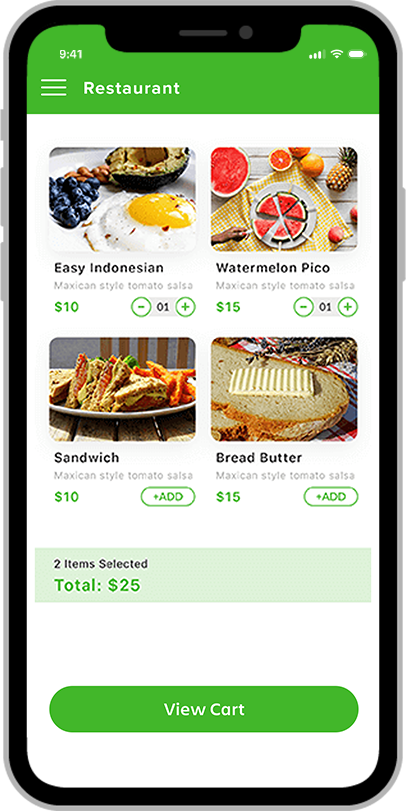 9:41
Restaurant
Easy Indonesian
Maxican style tomato salsa
$10
− 01 +
Watermelon Pico
Maxican style tomato salsa
$15
− 01 +
Sandwich
Maxican style tomato salsa
$10
+ADD
Bread Butter
Maxican style tomato salsa
$15
+ADD
2 Items Selected
Total: $25
View Cart